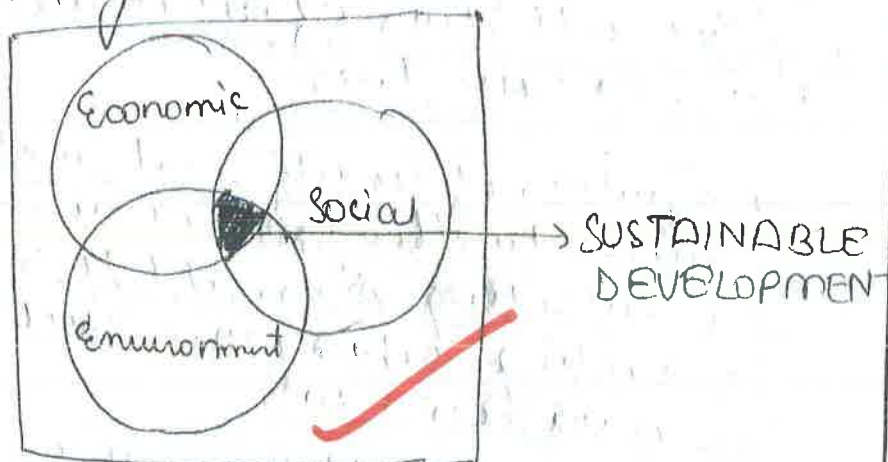 Economic
Social
SUSTAINABLE
DEVELOPMENT
Environment